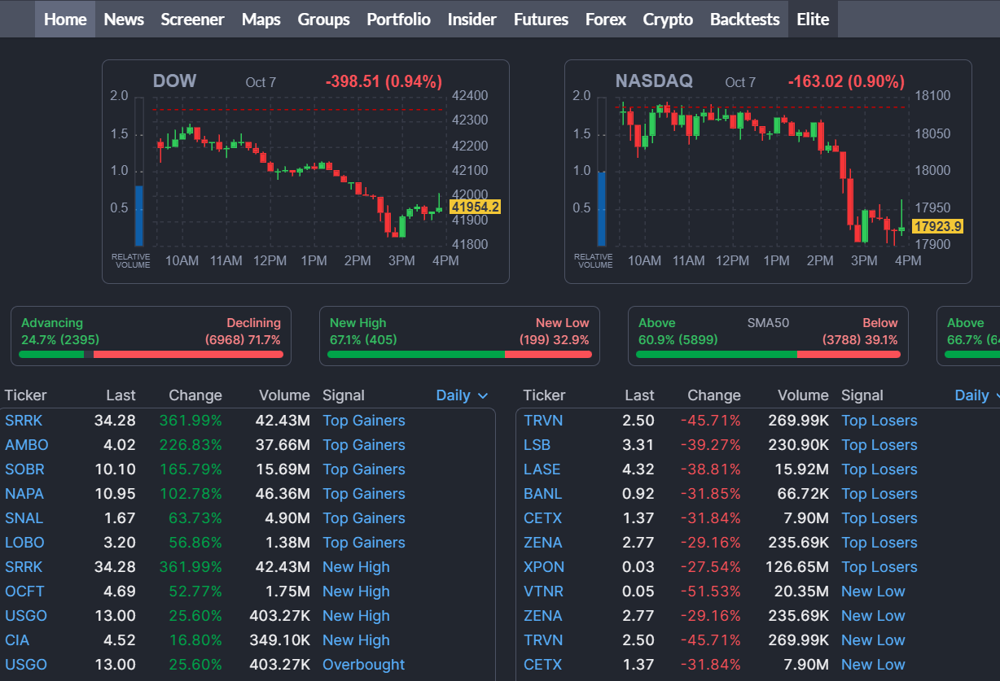 Home News Screener Maps Groups Portfolio Insider Futures Forex Crypto Backtests Elite
DOW Oct 7 -398.51 (0.94%)
2.0
1.5
1.0
0.5
42400
42300
42200
42100
42000
41954.2
41900
41800
RELATIVE
VOLUME
10AM 11AM 12PM 1PM 2PM 3PM 4PM
NASDAQ Oct 7 -163.02 (0.90%)
2.0
1.5
1.0
0.5
18100
18050
18000
17950
17923.9
17900
RELATIVE
VOLUME
10AM 11AM 12PM 1PM 2PM 3PM 4PM
Advancing Declining
24.7% (2395) (6968) 71.7%
New High New Low
67.1% (405) (199) 32.9%
Above SMA50 Below
60.9% (5899) (3788) 39.1%
Above
66.7%
Ticker Last Change Volume Signal Daily
SRRK 34.28 361.99% 42.43M Top Gainers
AMBO 4.02 226.83% 37.66M Top Gainers
SOBR 10.10 165.79% 15.69M Top Gainers
NAPA 10.95 102.78% 46.36M Top Gainers
SNAL 1.67 63.73% 4.90M Top Gainers
LOBO 3.20 56.86% 1.38M Top Gainers
SRRK 34.28 361.99% 42.43M New High
OCFT 4.69 52.77% 1.75M New High
USGO 13.00 25.60% 403.27K New High
CIA 4.52 16.80% 349.10K New High
USGO 13.00 25.60% 403.27K Overbought
Ticker Last Change Volume Signal Daily
TRVN 2.50 -45.71% 269.99K Top Losers
LSB 3.31 -39.27% 230.90K Top Losers
LASE 4.32 -38.81% 15.92M Top Losers
BANL 0.92 -31.85% 66.72K Top Losers
CETX 1.37 -31.84% 7.90M Top Losers
ZENA 2.77 -29.16% 235.69K Top Losers
XPON 0.03 -27.54% 126.65M Top Losers
VTNR 0.05 -51.53% 20.35M New Low
ZENA 2.77 -29.16% 235.69K New Low
TRVN 2.50 -45.71% 269.99K New Low
CETX 1.37 -31.84% 7.90M New Low